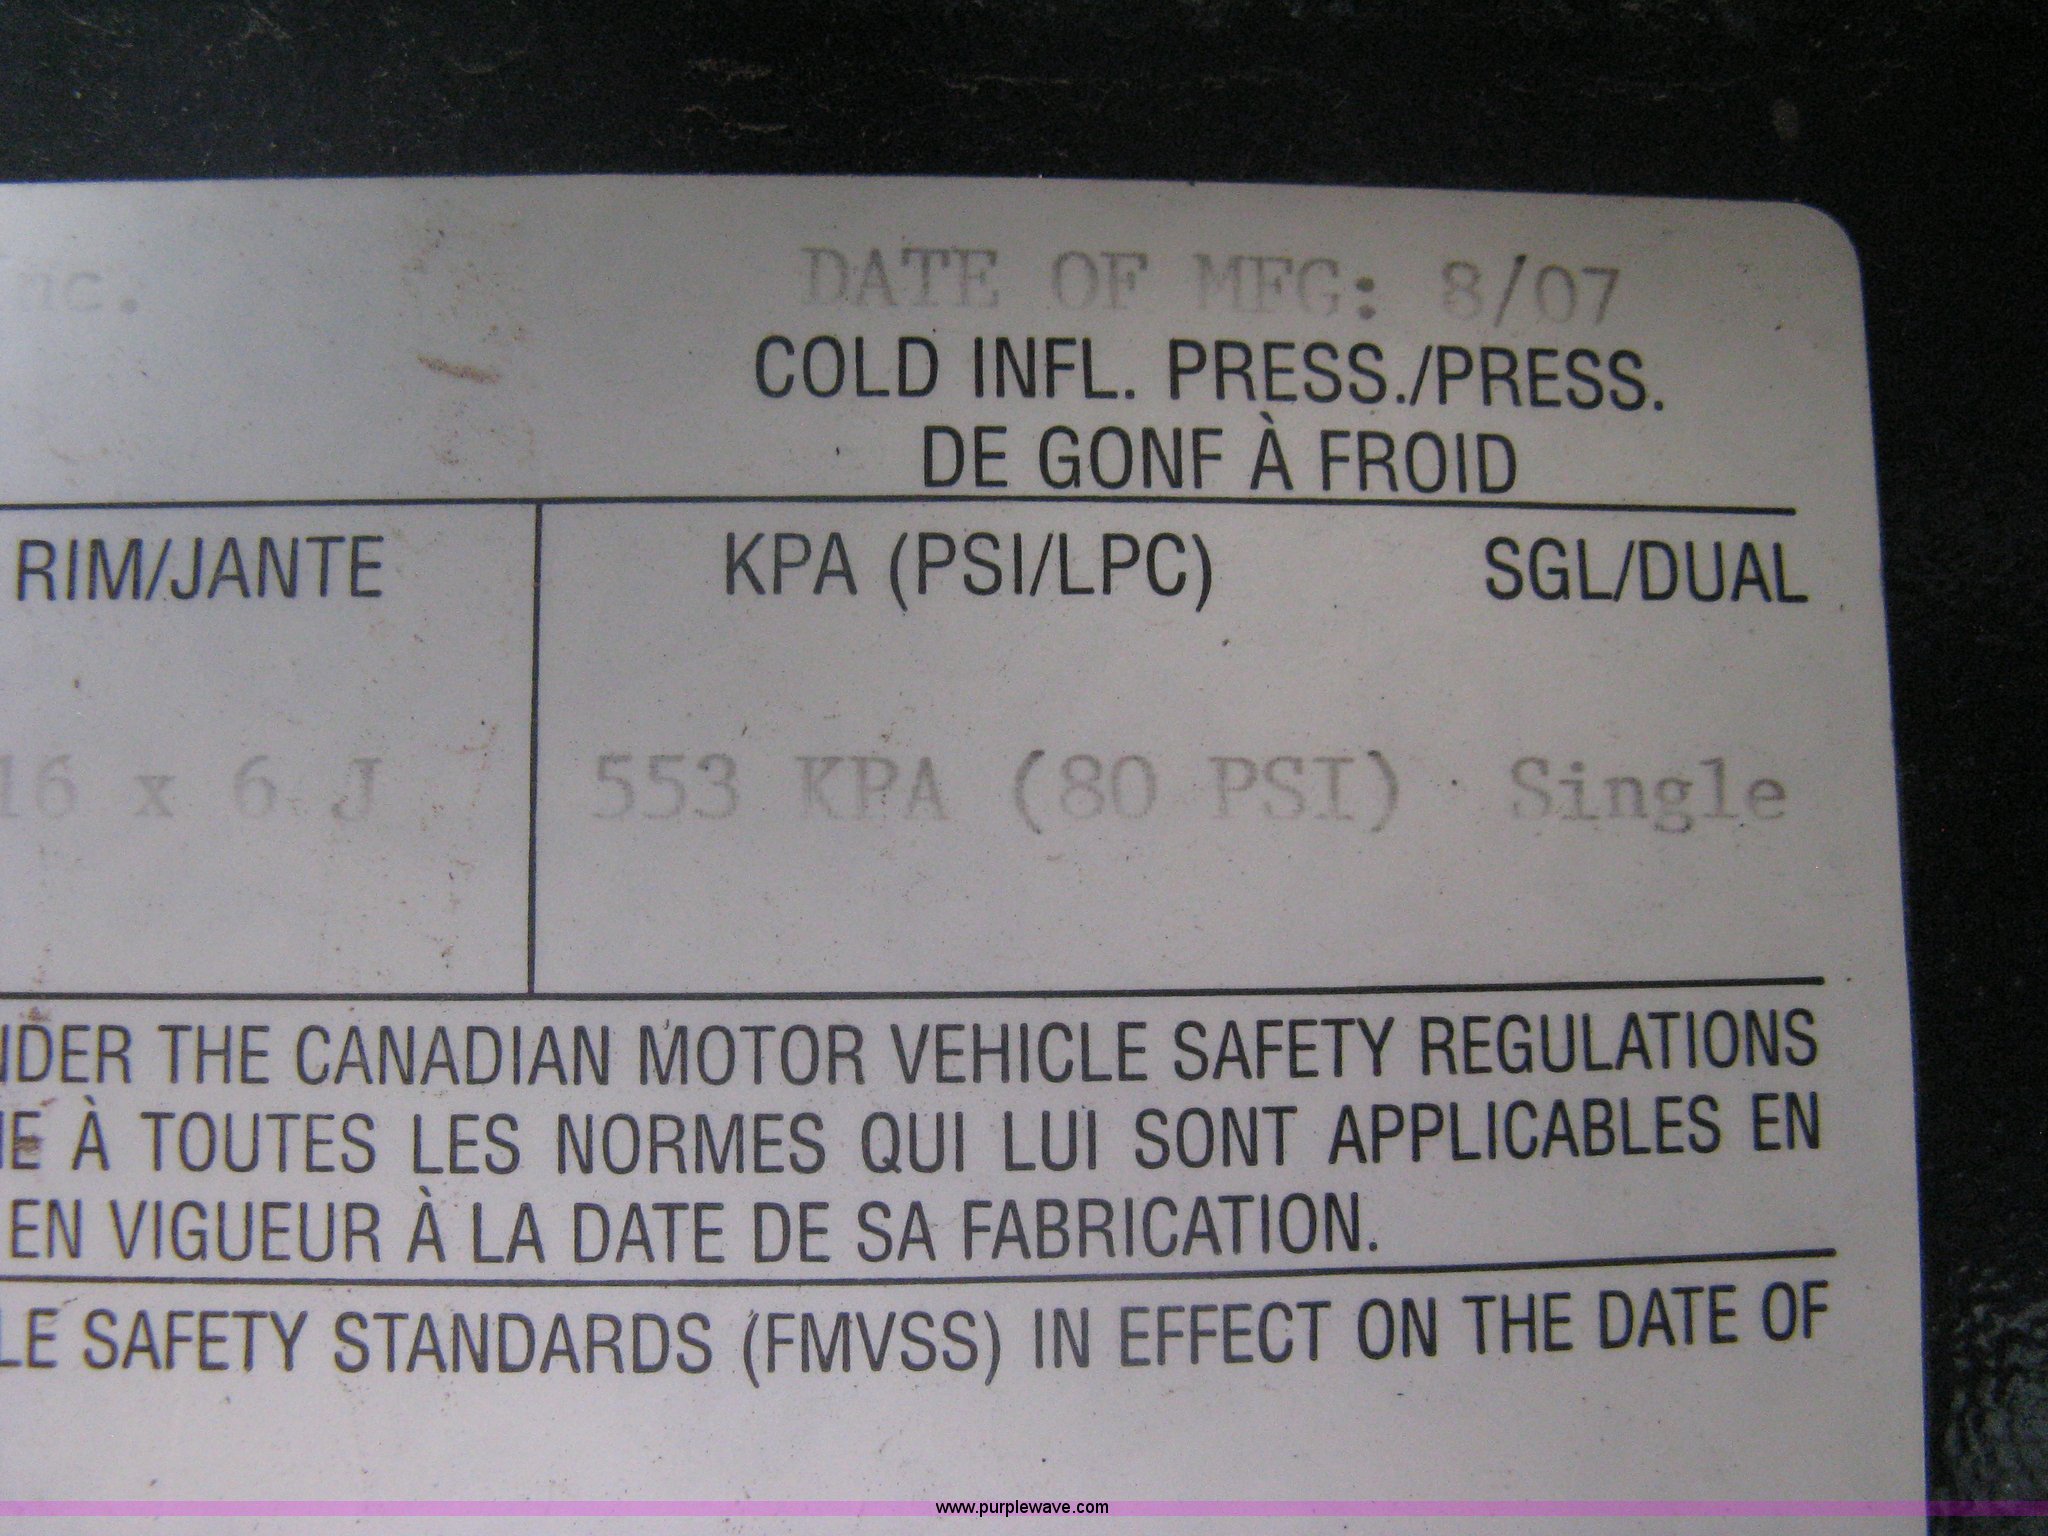 nc.
DATE OF MFG: 8/07
COLD INFL. PRESS./PRESS.
DE GONF À FROID
RIM/JANTE
KPA (PSI/LPC)
SGL/DUAL
16 x 6 J
553 KPA (80 PSI)
Single
NDER THE CANADIAN MOTOR VEHICLE SAFETY REGULATIONS
À TOUTES LES NORMES QUI LUI SONT APPLICABLES EN
EN VIGUEUR À LA DATE DE SA FABRICATION.
LE SAFETY STANDARDS (FMVSS) IN EFFECT ON THE DATE OF
www.purplewave.com